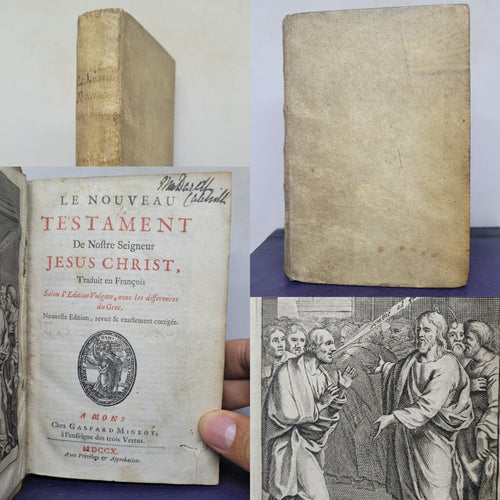 LE NOUVEAU
TESTAMENT
De Nostre Seigneur
JESUS CHRIST,
Traduit en François
Selon l'Edition Vulgate, avec les differences
du Grec.
Nouvelle Edition, revuë & exactement corrigée.
A MONS
Chez GASPARD MIGEOT,
à l'enseigne des trois Vertus.
MDCCX.
Avec Privilege & Approbation.